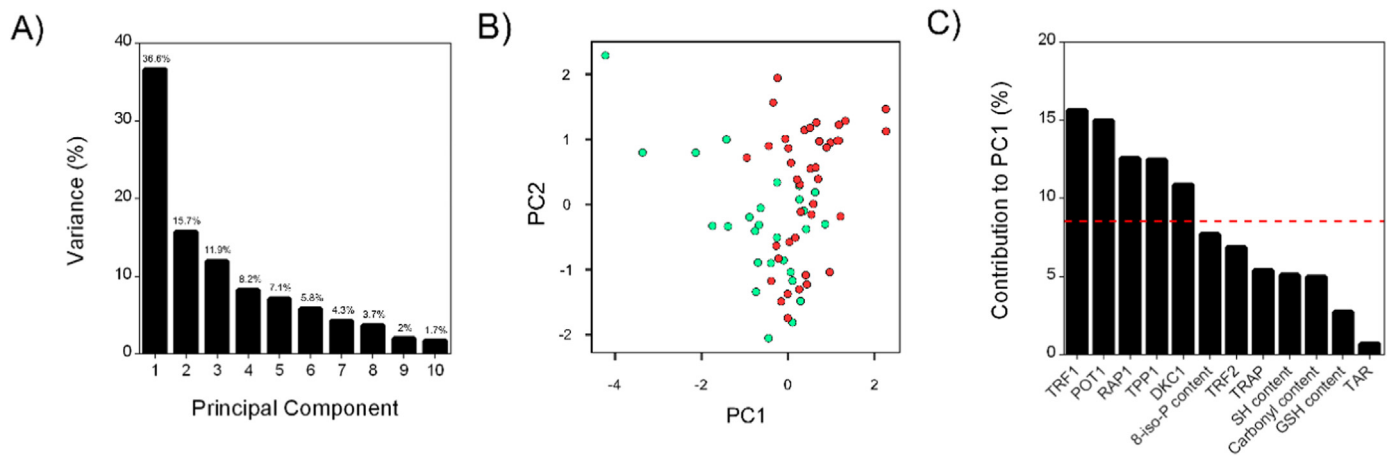 A)
Variance (%)
40
30
20
10
0
36.6%
15.7%
11.9%
8.2%
7.1%
5.8%
4.3%
3.7%
2%
1.7%
1 2 3 4 5 6 7 8 9 10
Principal Component
B)
PC2
2
1
0
-1
-2
-4 -2 0 2
PC1
C)
Contribution to PC1 (%)
20
15
10
5
0
TRF1
POT1
RAP1
TPP1
DKC1
8-iso-P content
TRF2
TRAP
SH content
Carbonyl content
GSH content
TAR